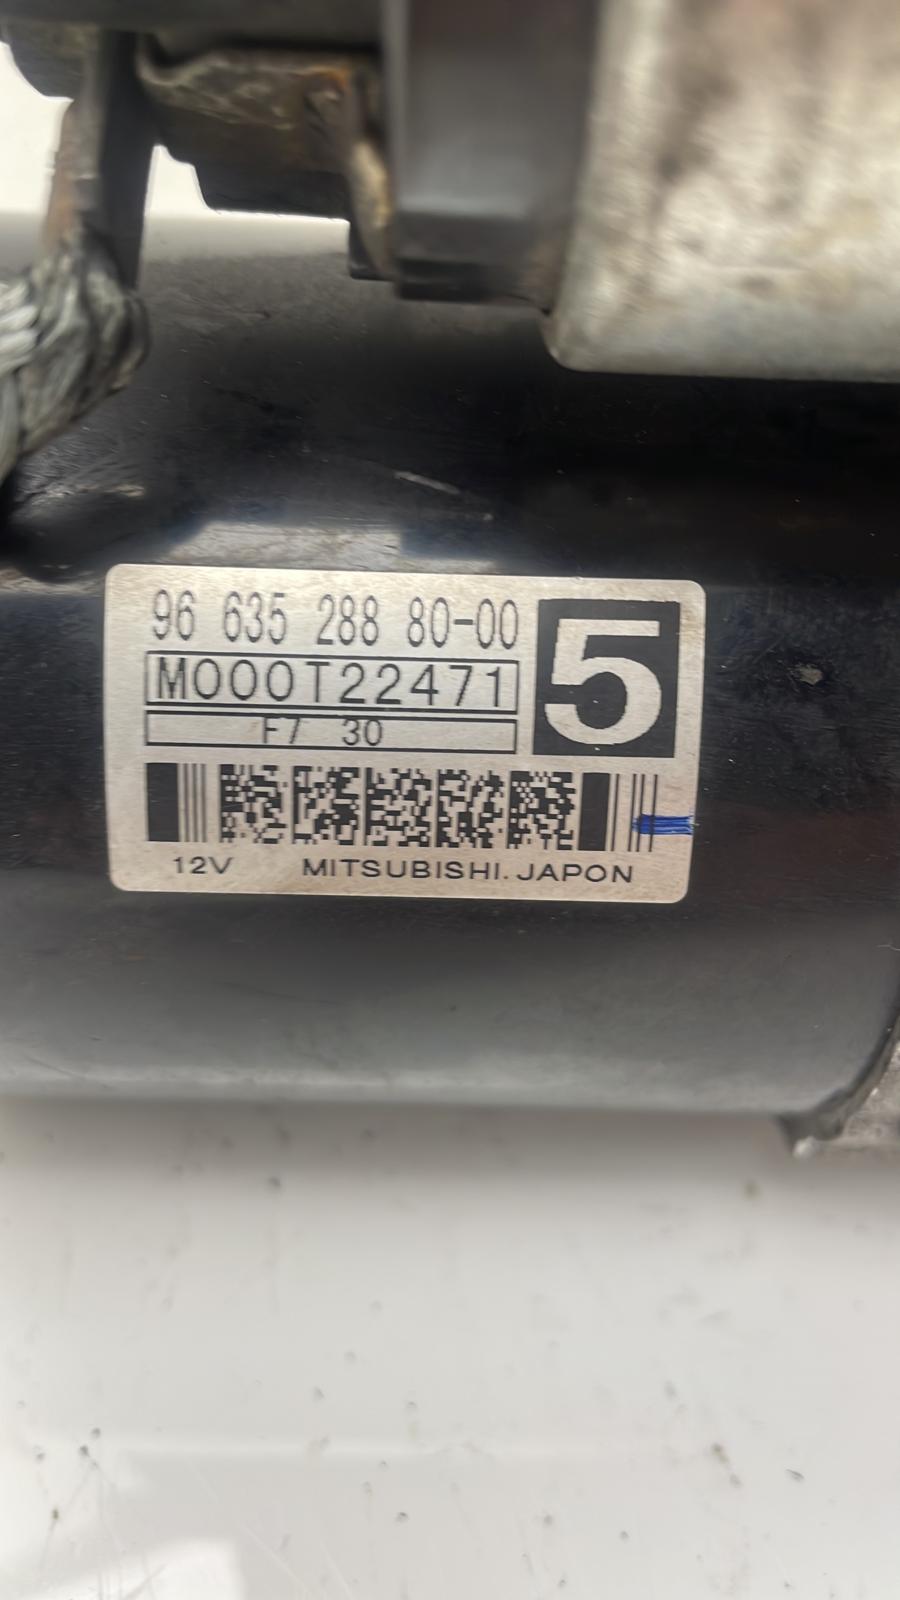 96 635 288 80-00
5
M000T22471
F7 30
12V MITSUBISHI.JAPON